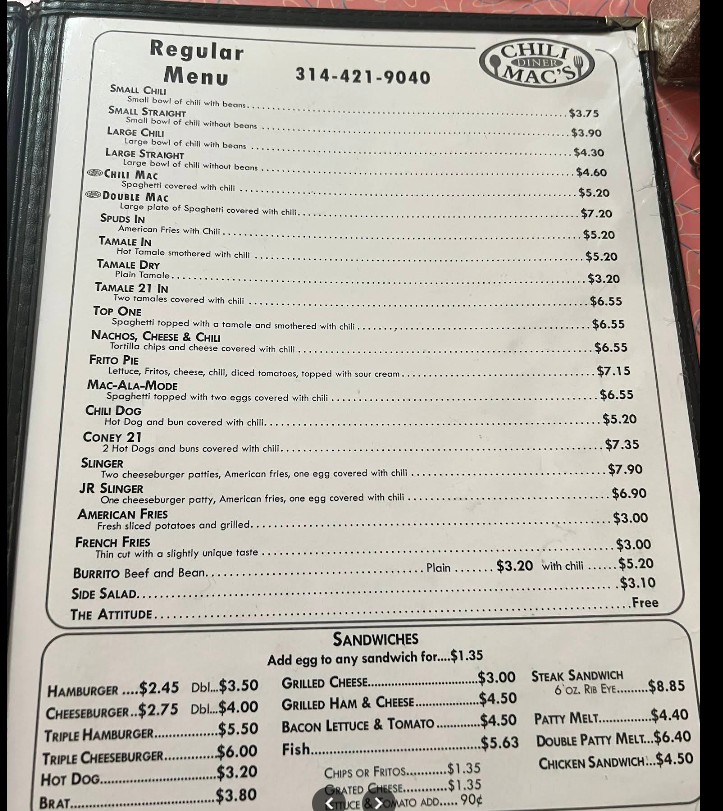 Regular
Menu
314-421-9040
CHILI
DINER
MAC'S
SMALL CHILI
Small bowl of chili with beans $3.75
SMALL STRAIGHT
Small bowl of chili without beans $3.90
LARGE CHILI
Large bowl of chili with beans $4.30
LARGE STRAIGHT
Large bowl of chili without beans $4.60
CHILI MAC
Spaghetti covered with chili $5.20
DOUBLE MAC
Large plate of Spaghetti covered with chili $7.20
SPUDS IN
American Fries with Chili $5.20
TAMALE IN
Hot Tamale smothered with chili $5.20
TAMALE DRY
Plain Tamale $3.20
TAMALE 21 IN
Two tamales covered with chili $6.55
TOP ONE
Spaghetti topped with a tamale and smothered with chili $6.55
NACHOS, CHEESE & CHILI
Tortilla chips and cheese covered with chili $6.55
FRITO PIE
Lettuce, Fritos, cheese, chili, diced tomatoes, topped with sour cream $7.15
MAC-ALA-MODE
Spaghetti topped with two eggs covered with chili $6.55
CHILI DOG
Hot Dog and bun covered with chili $5.20
CONEY 21
2 Hot Dogs and buns covered with chili $7.35
SLINGER
Two cheeseburger patties, American fries, one egg covered with chili $7.90
JR SLINGER
One cheeseburger patty, American fries, one egg covered with chili $6.90
AMERICAN FRIES
Fresh sliced potatoes and grilled $3.00
FRENCH FRIES
Thin cut with a slightly unique taste $3.00
BURRITO Beef and Bean Plain $3.20 with chili $5.20
SIDE SALAD $3.10
THE ATTITUDE Free
SANDWICHES
Add egg to any sandwich for....$1.35
HAMBURGER ....$2.45 Dbl...$3.50
CHEESEBURGER..$2.75 Dbl...$4.00
TRIPLE HAMBURGER $5.50
TRIPLE CHEESEBURGER $6.00
HOT DOG $3.20
BRAT $3.80
GRILLED CHEESE $3.00
GRILLED HAM & CHEESE $4.50
BACON LETTUCE & TOMATO $4.50
Fish $5.63
CHIPS OR FRITOS $1.35
GRATED CHEESE $1.35
LETTUCE & TOMATO ADD..... 90¢
STEAK SANDWICH
6 OZ. RIB EYE $8.85
PATTY MELT $4.40
DOUBLE PATTY MELT...$6.40
CHICKEN SANDWICH...$4.50